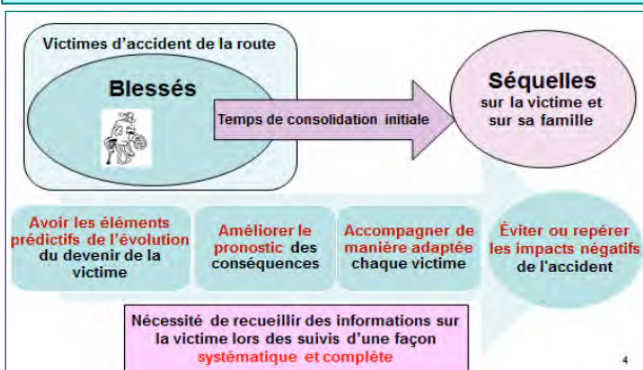 Victimes d'accident de la route
Blessés
Temps de consolidation initiale
Séquelles
sur la victime et
sur sa famille
Avoir les éléments
prédictifs de l'évolution
du devenir de la
victime
Améliorer le
pronostic des
conséquences
Accompagner de
manière adaptée
chaque victime
Éviter ou repérer
les impacts négatifs
de l'accident
Nécessité de recueillir des informations sur
la victime lors des suivis d'une façon
systématique et complète
4